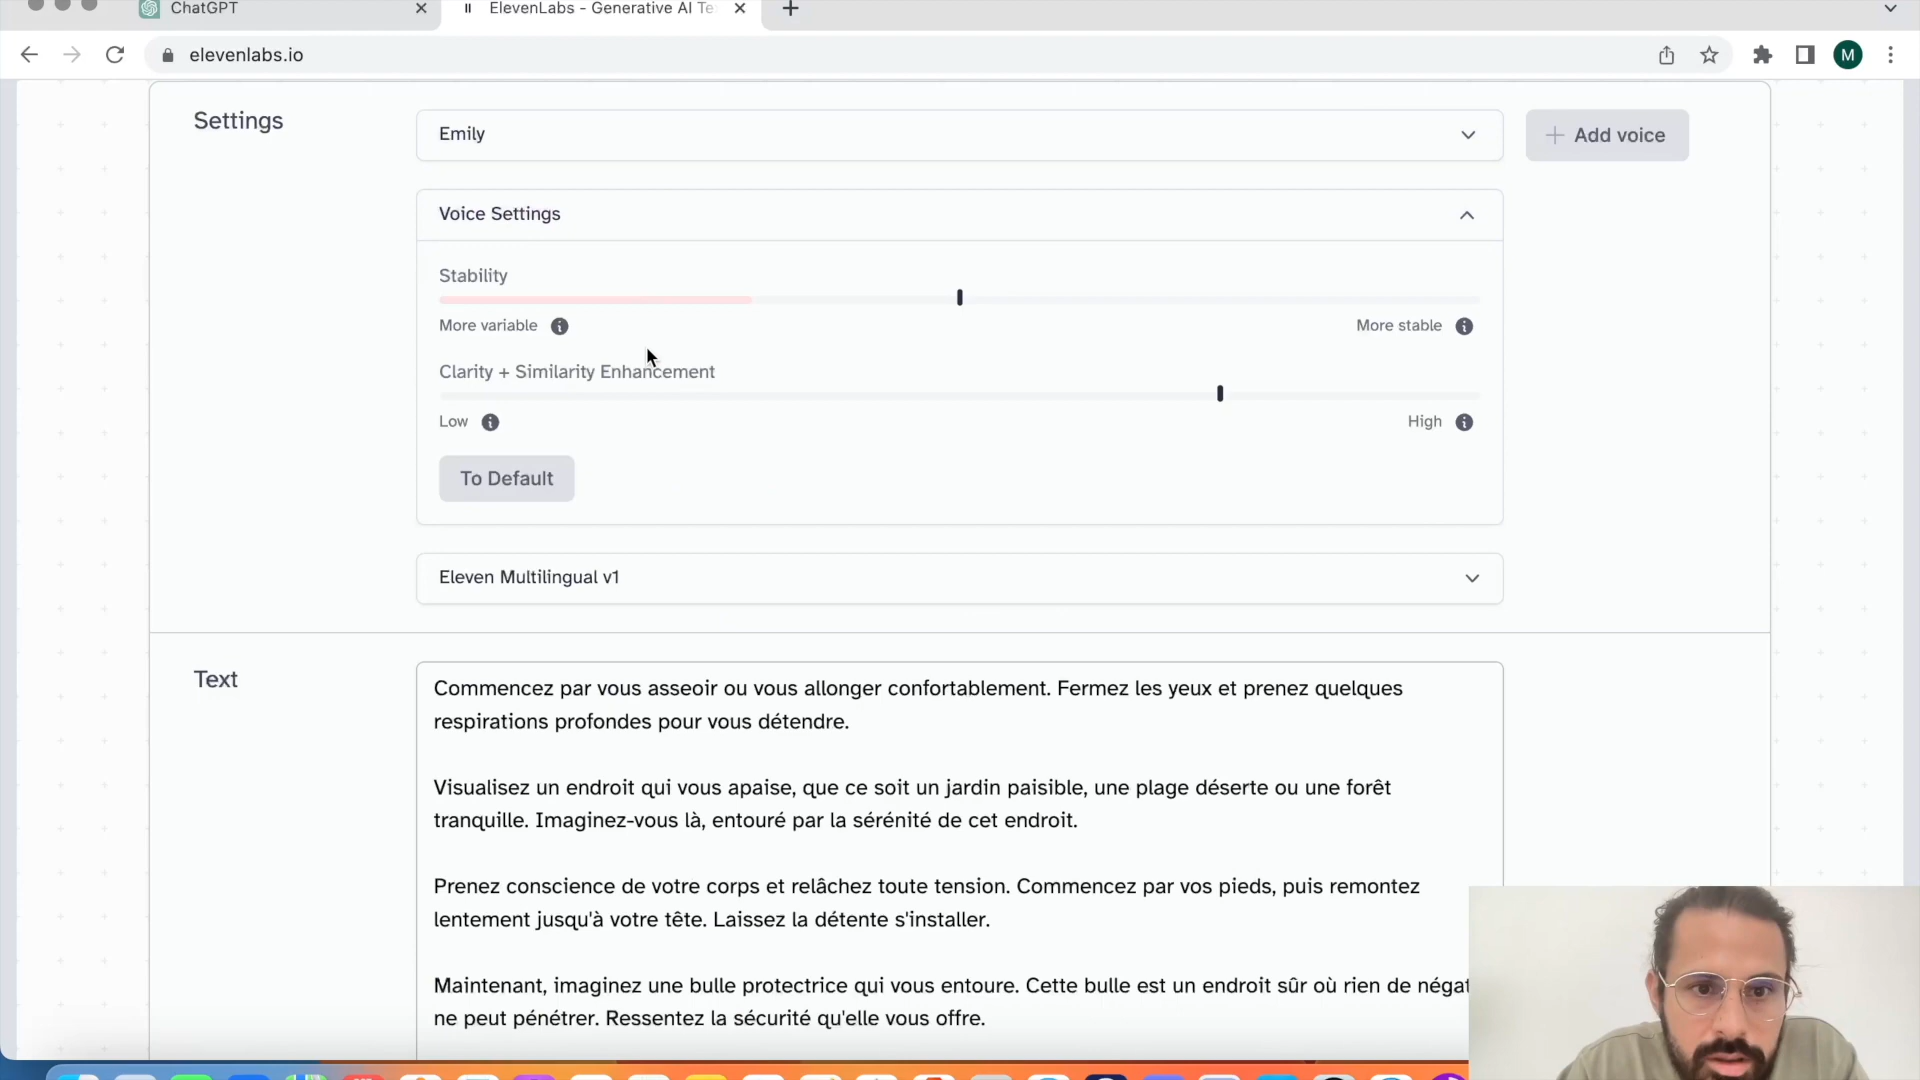 ChatGPT
ElevenLabs - Generative AI Te
elevenlabs.io
M
Settings
Emily
Add voice
Voice Settings
Stability
More variable
More stable
Clarity + Similarity Enhancement
Low
High
To Default
Eleven Multilingual v1
Text
Commencez par vous asseoir ou vous allonger confortablement. Fermez les yeux et prenez quelques
respirations profondes pour vous détendre.
Visualisez un endroit qui vous apaise, que ce soit un jardin paisible, une plage déserte ou une forêt
tranquille. Imaginez-vous là, entouré par la sérénité de cet endroit.
Prenez conscience de votre corps et relâchez toute tension. Commencez par vos pieds, puis remontez
lentement jusqu'à votre tête. Laissez la détente s'installer.
Maintenant, imaginez une bulle protectrice qui vous entoure. Cette bulle est un endroit sûr où rien de négat
ne peut pénétrer. Ressentez la sécurité qu'elle vous offre.